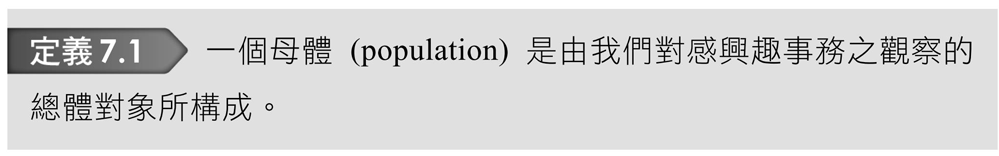 定義 7.1 一個母體 (population) 是由我們對感興趣事務之觀察的
總體對象所構成。